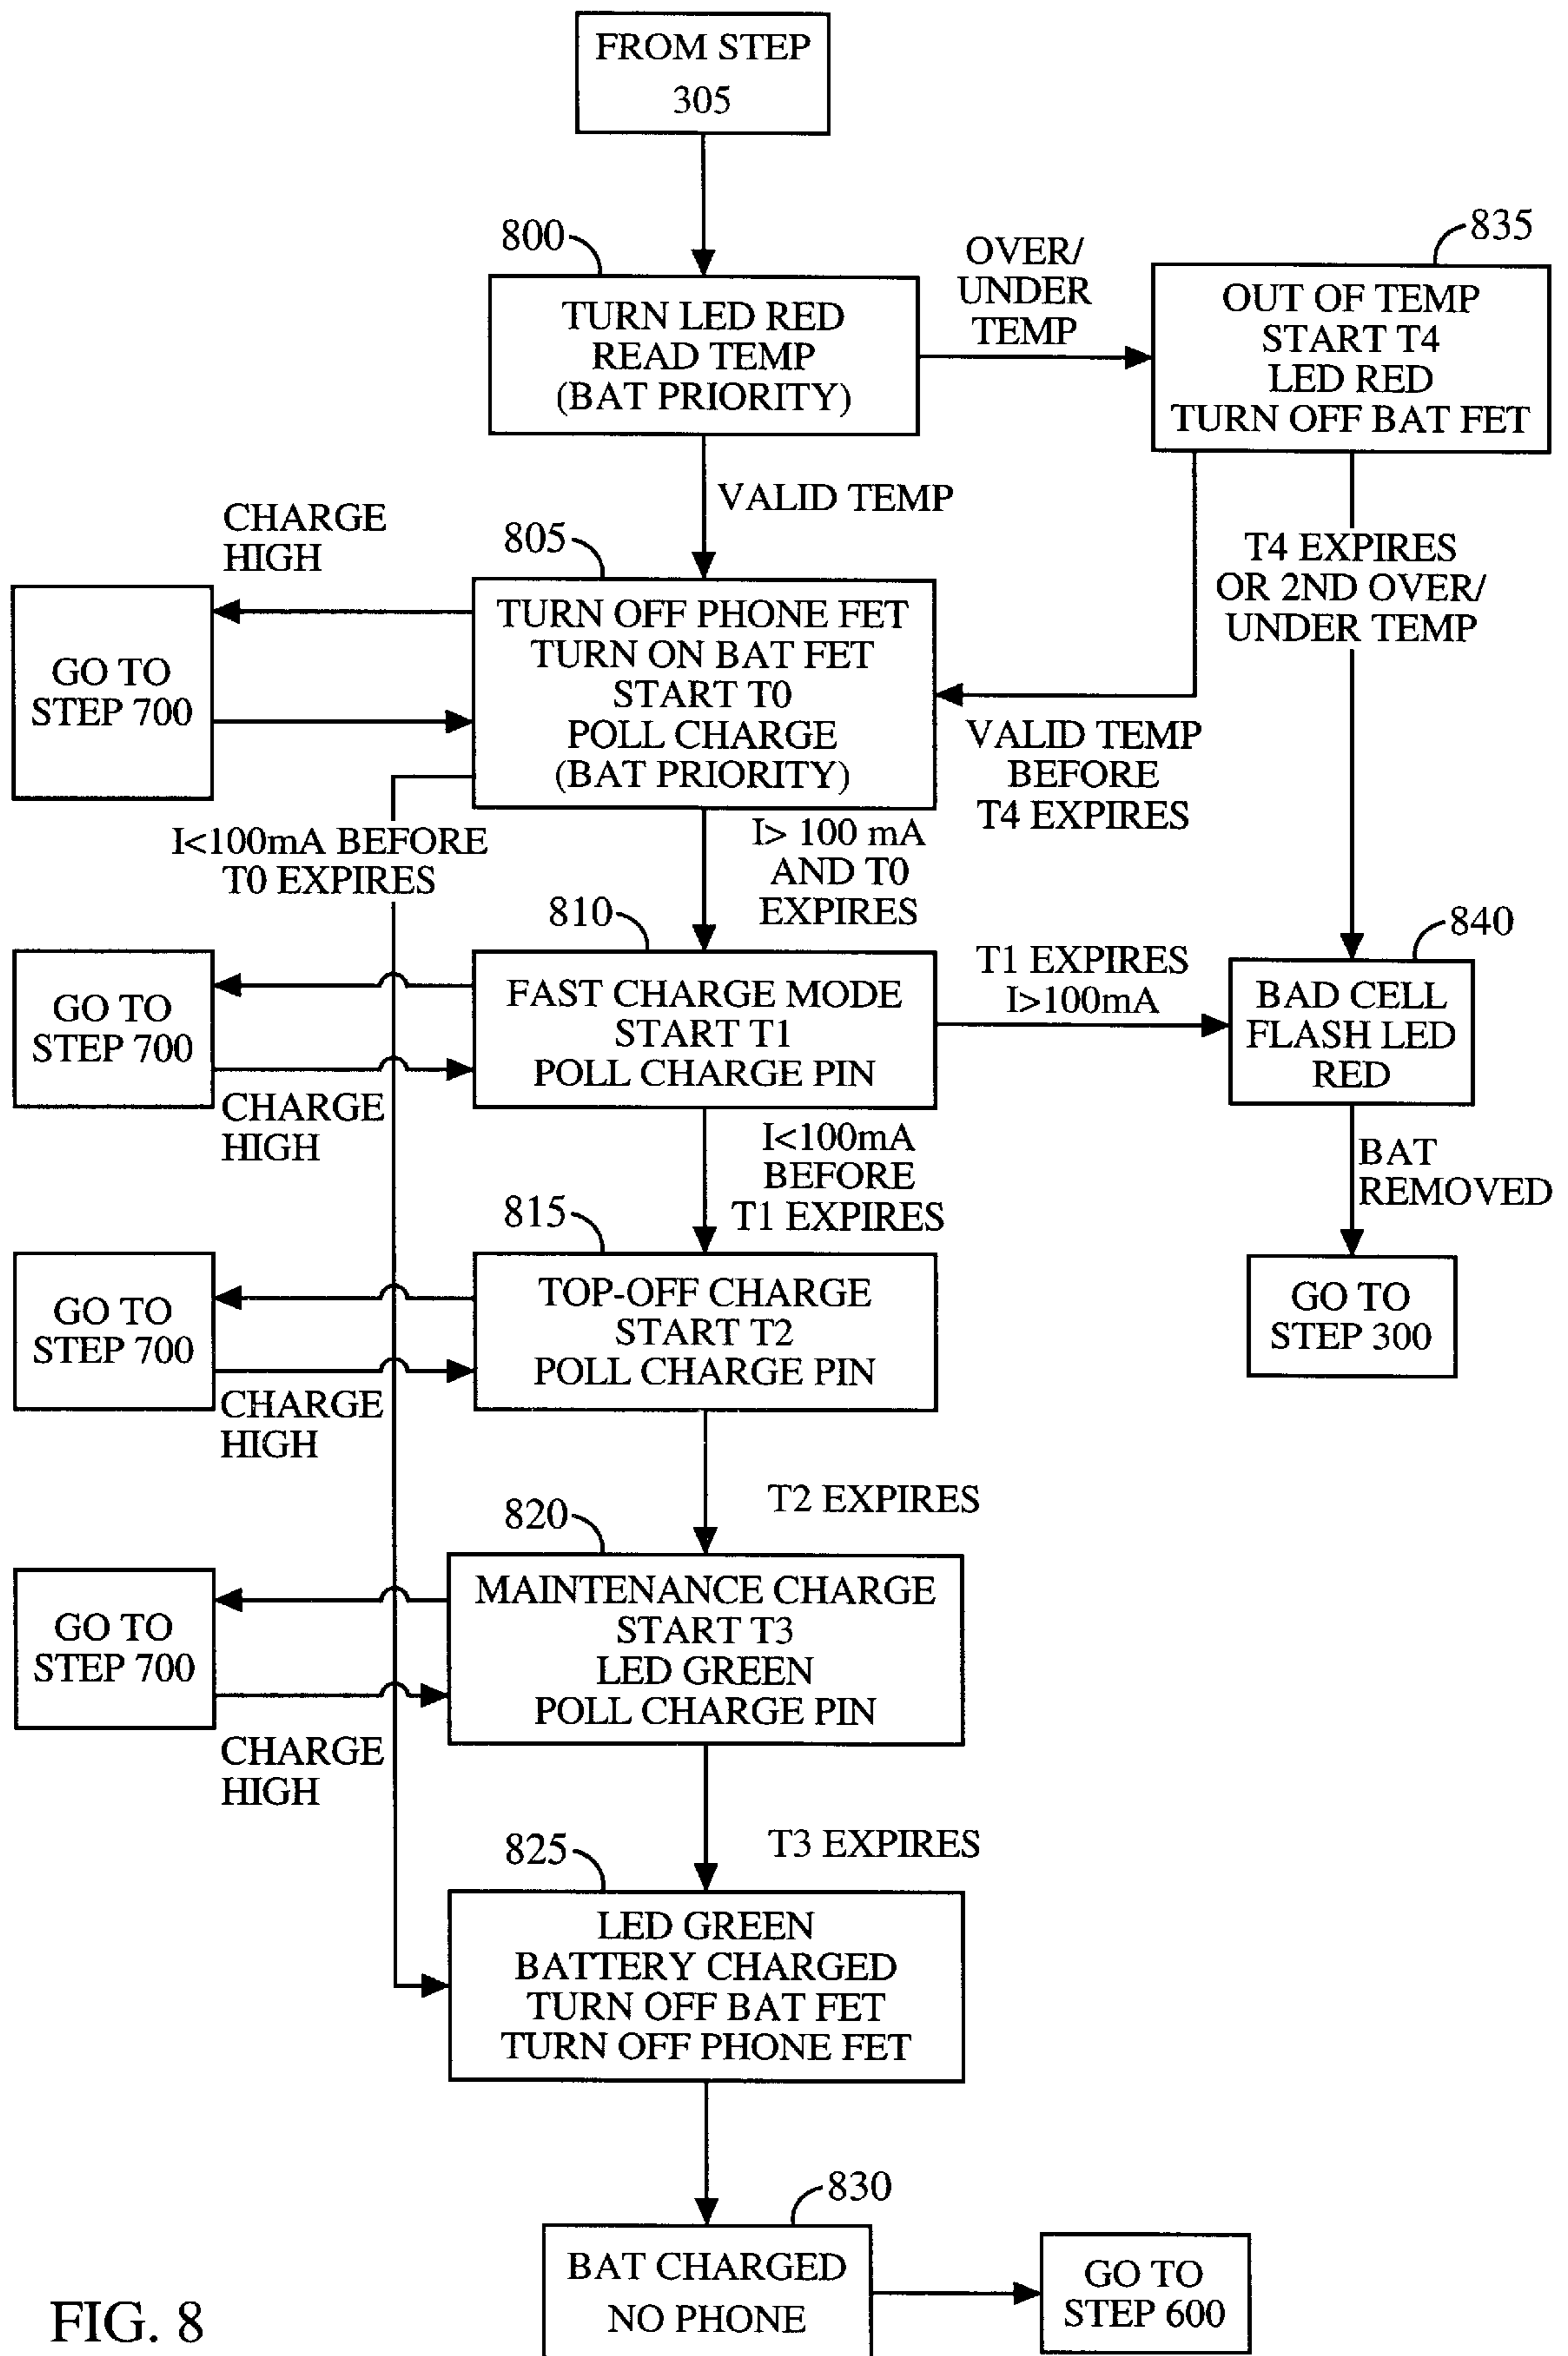 FROM STEP
305
800
TURN LED RED
READ TEMP
(BAT PRIORITY)
OVER/
UNDER
TEMP
835
OUT OF TEMP
START T4
LED RED
TURN OFF BAT FET
VALID TEMP
CHARGE
HIGH
GO TO
STEP 700
805
TURN OFF PHONE FET
TURN ON BAT FET
START T0
POLL CHARGE
(BAT PRIORITY)
VALID TEMP
BEFORE
T4 EXPIRES
T4 EXPIRES
OR 2ND OVER/
UNDER TEMP
I<100mA BEFORE
T0 EXPIRES
I> 100 mA
AND T0
EXPIRES
GO TO
STEP 700
CHARGE
HIGH
810
FAST CHARGE MODE
START T1
POLL CHARGE PIN
T1 EXPIRES
I>100mA
840
BAD CELL
FLASH LED
RED
BAT
REMOVED
GO TO
STEP 300
I<100mA
BEFORE
T1 EXPIRES
GO TO
STEP 700
CHARGE
HIGH
815
TOP-OFF CHARGE
START T2
POLL CHARGE PIN
T2 EXPIRES
GO TO
STEP 700
CHARGE
HIGH
820
MAINTENANCE CHARGE
START T3
LED GREEN
POLL CHARGE PIN
T3 EXPIRES
825
LED GREEN
BATTERY CHARGED
TURN OFF BAT FET
TURN OFF PHONE FET
830
BAT CHARGED
NO PHONE
GO TO
STEP 600
FIG. 8